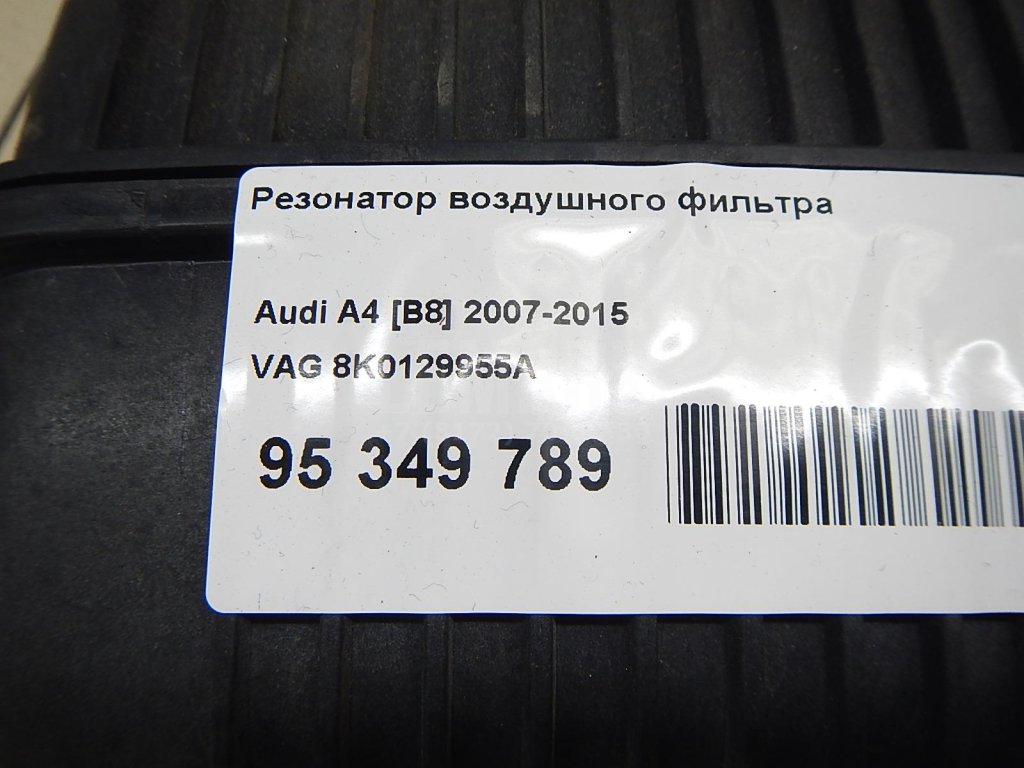 Резонатор воздушного фильтра
Audi A4 [B8] 2007-2015
VAG 8K0129955A
95 349 789